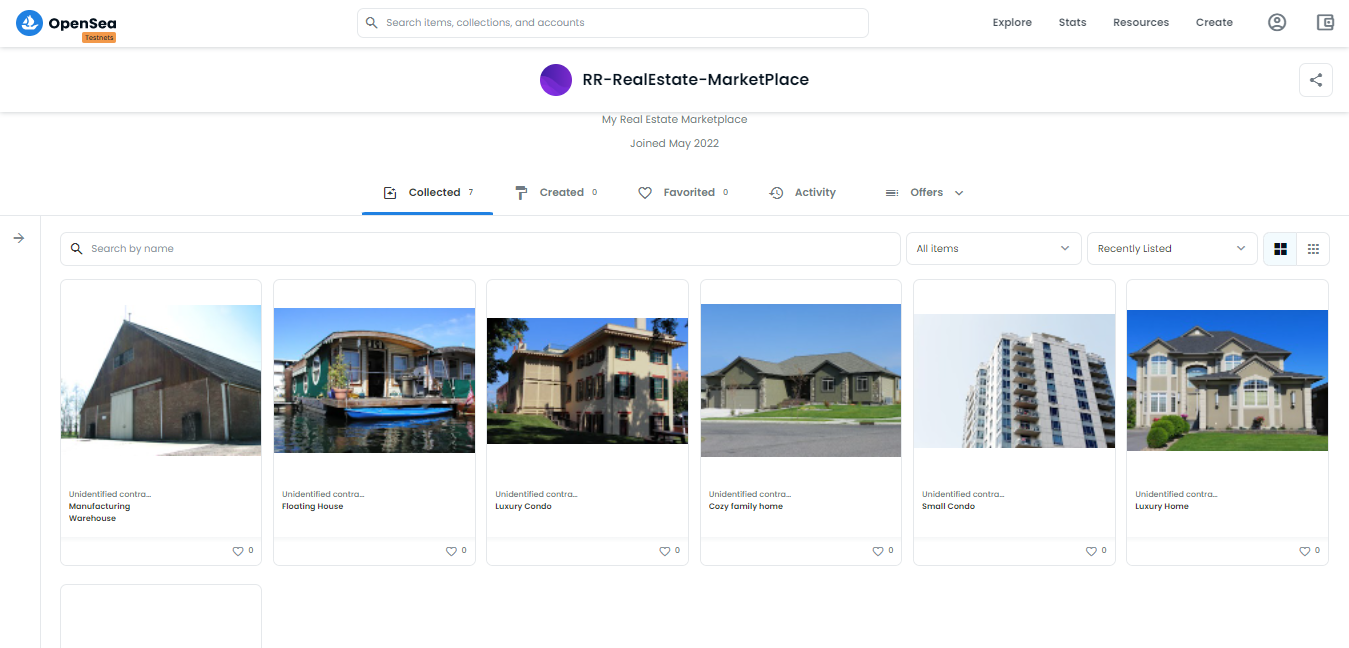 OpenSea
Testnets
Search items, collections, and accounts
Explore Stats Resources Create
RR-RealEstate-MarketPlace
My Real Estate Marketplace
Joined May 2022
Collected 7 Created 0 Favorited 0 Activity Offers
Search by name
All items
Recently Listed
Unidentified contra...
Manufacturing
Warehouse
0
Unidentified contra...
Floating House
0
Unidentified contra...
Luxury Condo
0
Unidentified contra...
Cozy family home
0
Unidentified contra...
Small Condo
0
Unidentified contra...
Luxury Home
0